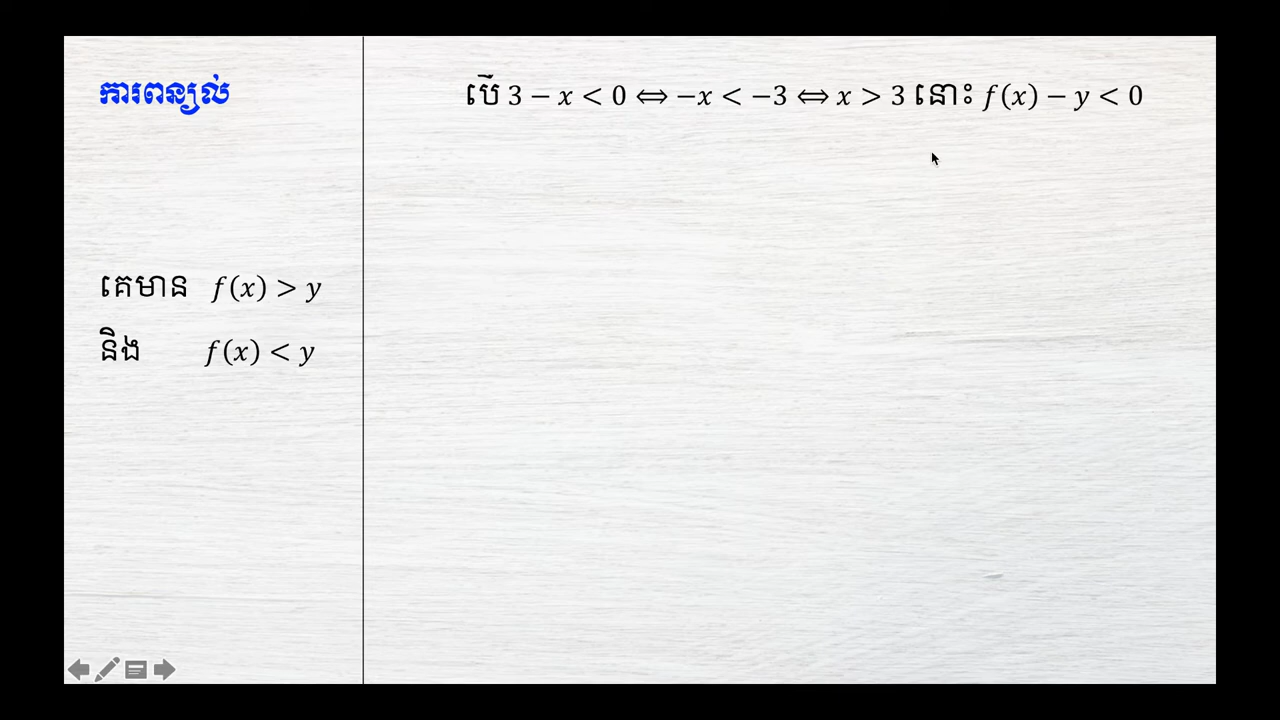 ការពន្យល់
បើ 3 − x < 0 ⟺ −x < −3 ⟺ x > 3 នោះ f(x) − y < 0
គេមាន f(x) > y
និង f(x) < y